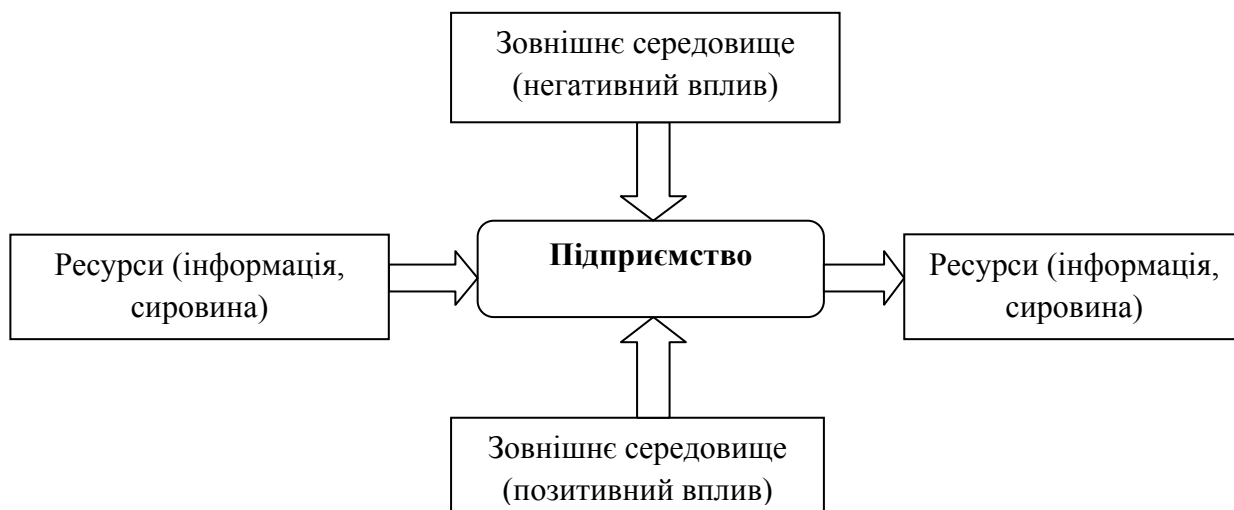 Зовнішнє середовище
(негативний вплив)
Ресурси (інформація,
сировина)
Підприємство
Ресурси (інформація,
сировина)
Зовнішнє середовище
(позитивний вплив)